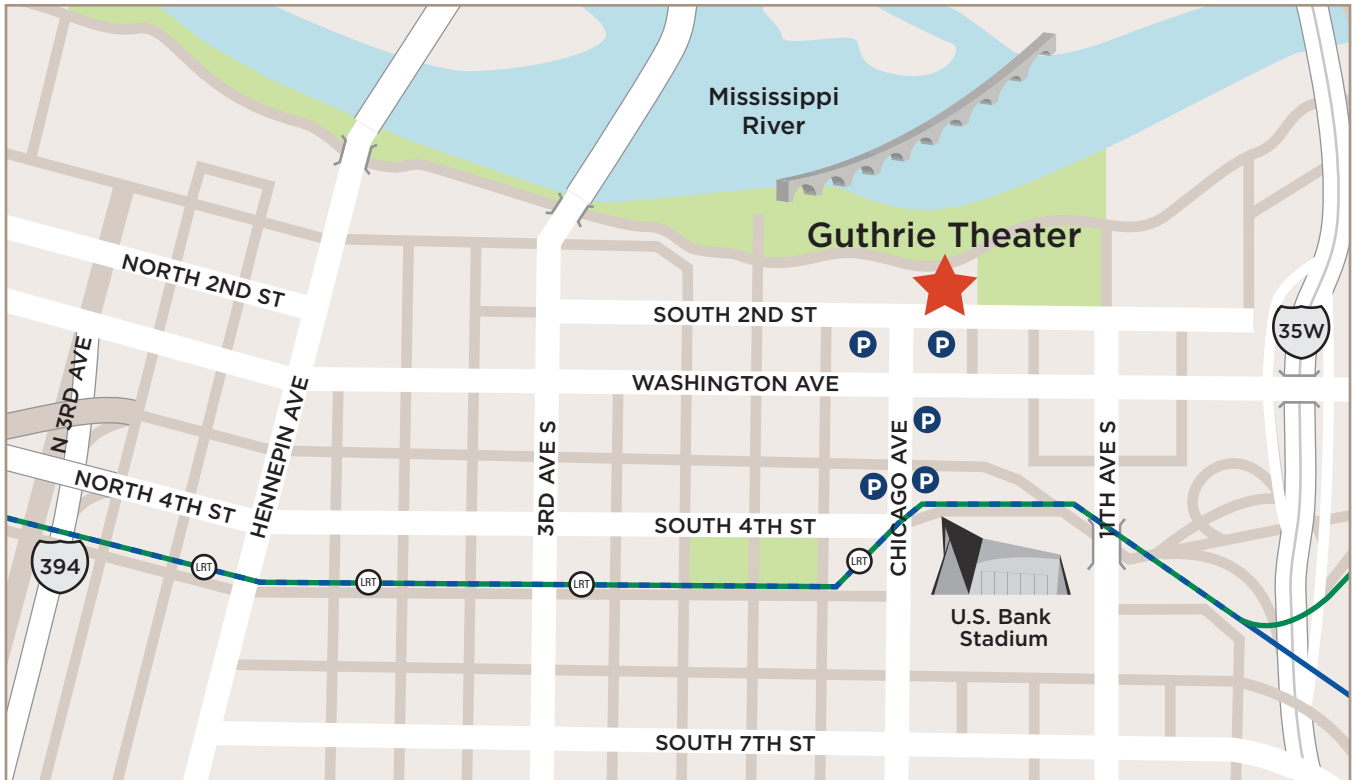 Mississippi
River
Guthrie Theater
NORTH 2ND ST
SOUTH 2ND ST
35W
P
P
N 3RD AVE
HENNEPIN AVE
WASHINGTON AVE
3RD AVE S
CHICAGO AVE
P
11TH AVE S
NORTH 4TH ST
P
P
SOUTH 4TH ST
394
LRT
LRT
LRT
LRT
U.S. Bank
Stadium
SOUTH 7TH ST